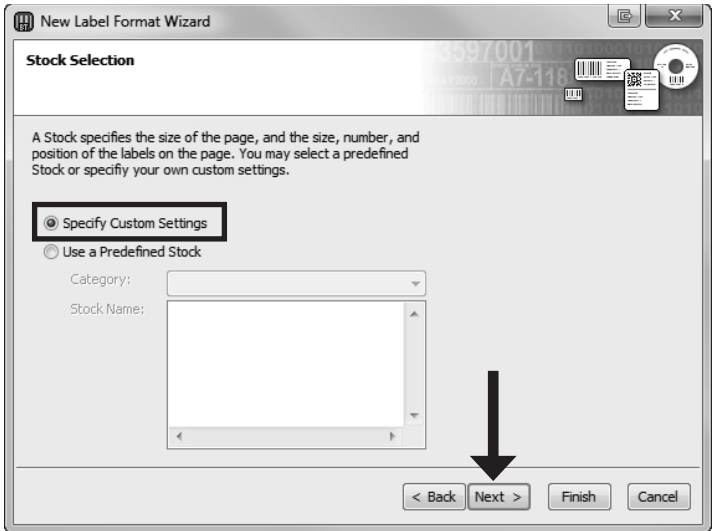 New Label Format Wizard
Stock Selection
3597001
A7-118
A Stock specifies the size of the page, and the size, number, and
position of the labels on the page. You may select a predefined
Stock or specifiy your own custom settings.
Specify Custom Settings
Use a Predefined Stock
Category:
Stock Name:
< Back Next > Finish Cancel